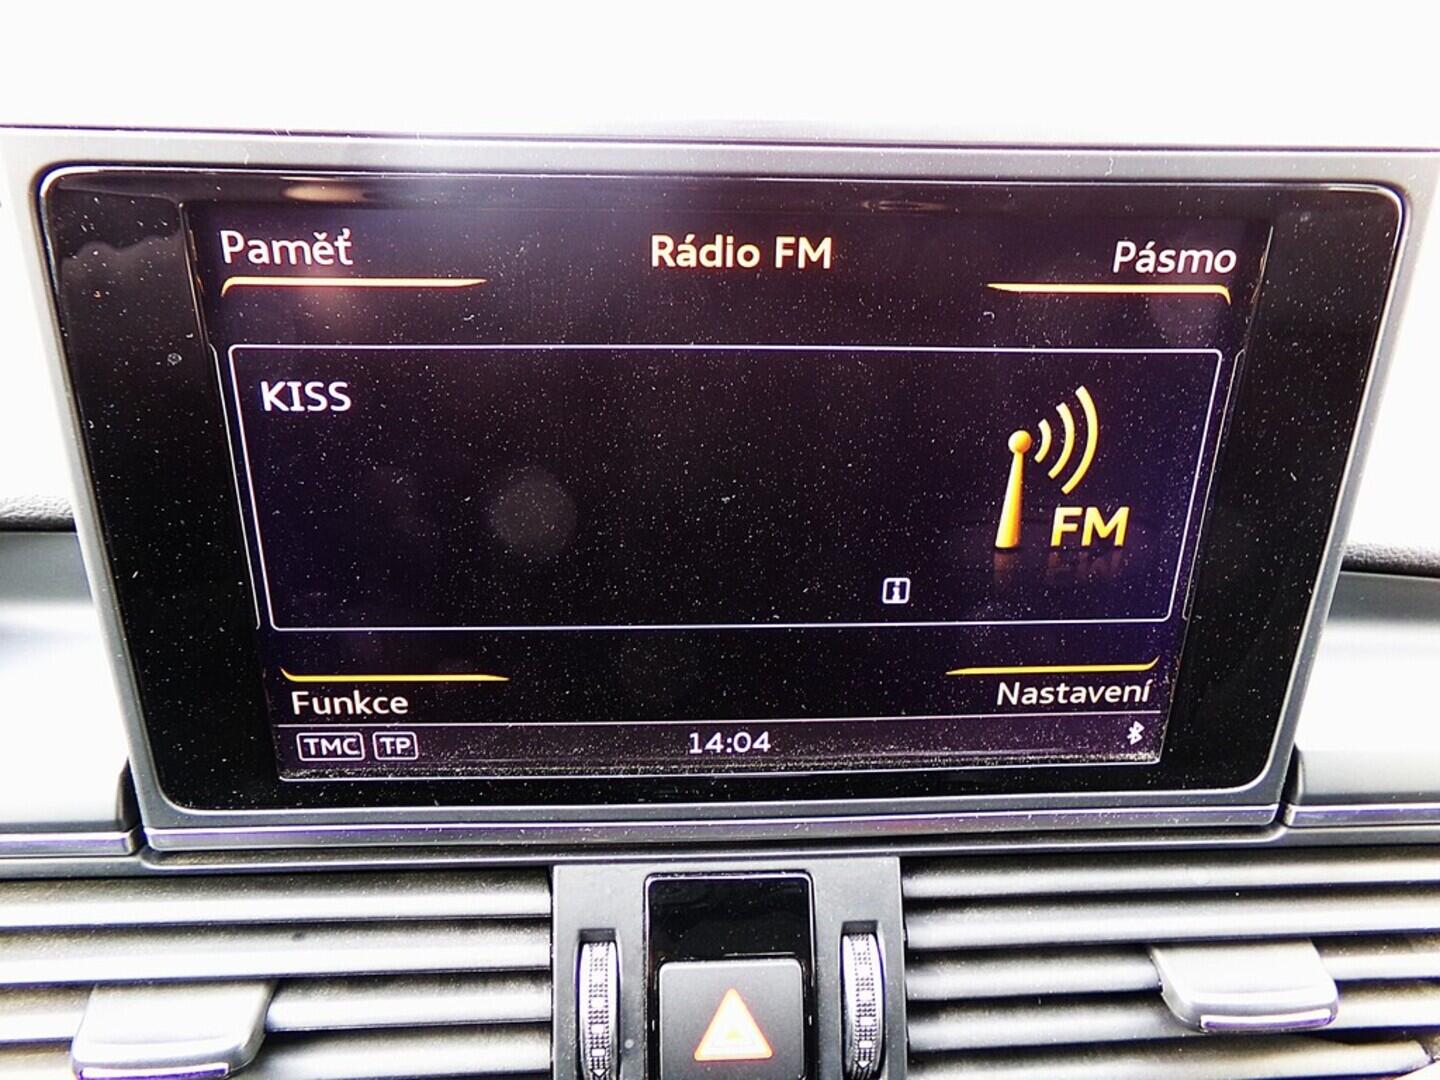 Paměť
Rádio FM
Pásmo
KISS
FM
i
Funkce
Nastavení
TMC TP
14:04